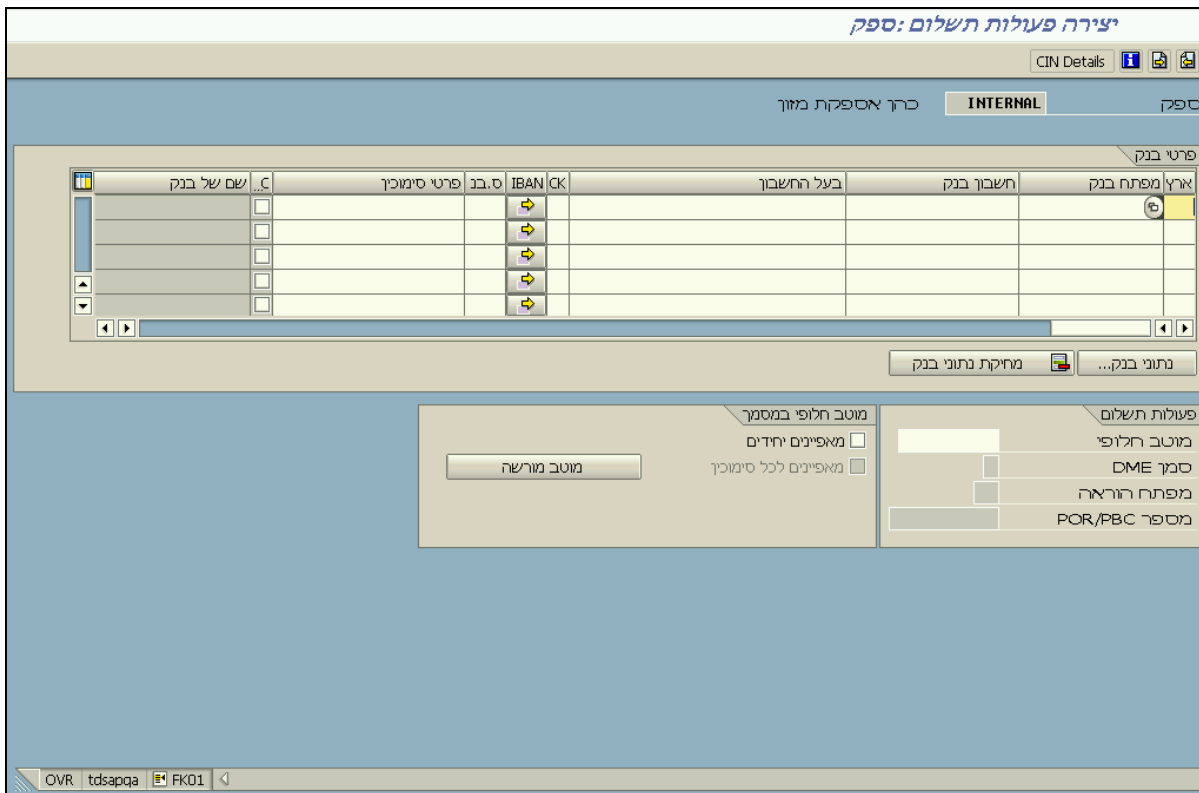 יצירה פעולות תשלום :ספק
CIN Details
ספק INTERNAL כהן אספקת מזון
פרטי בנק
ארץ מפתח בנק חשבון בנק בעל החשבון CK IBAN ס.בנ פרטי סימוכין C.. שם של בנק
נתוני בנק... מחיקת נתוני בנק
פעולות תשלום
מוטב חלופי
סמן DME
מפתח הוראה
מספר POR/PBC
מוטב חלופי במסמך
מאפיינים יחידים
מאפיינים לכל סימוכין
מוטב מורשה
OVR tdsapqa FK01